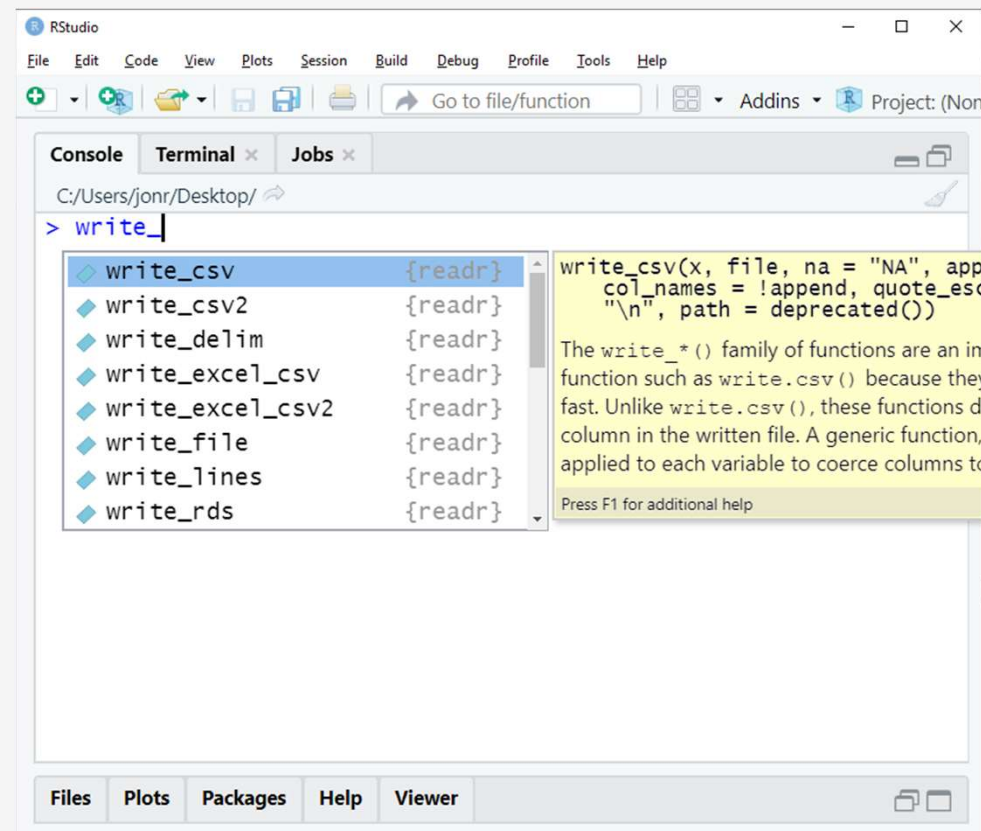 RStudio
File Edit Code View Plots Session Build Debug Profile Tools Help
Go to file/function Addins Project: (Non
Console Terminal Jobs
C:/Users/jonr/Desktop/
> write_
write_csv {readr}
write_csv2 {readr}
write_delim {readr}
write_excel_csv {readr}
write_excel_csv2 {readr}
write_file {readr}
write_lines {readr}
write_rds {readr}
write_csv(x, file, na = "NA", app
col_names = !append, quote_esc
"\n", path = deprecated())
The write_*() family of functions are an im
function such as write.csv() because they
fast. Unlike write.csv(), these functions d
column in the written file. A generic function,
applied to each variable to coerce columns to
Press F1 for additional help
Files Plots Packages Help Viewer